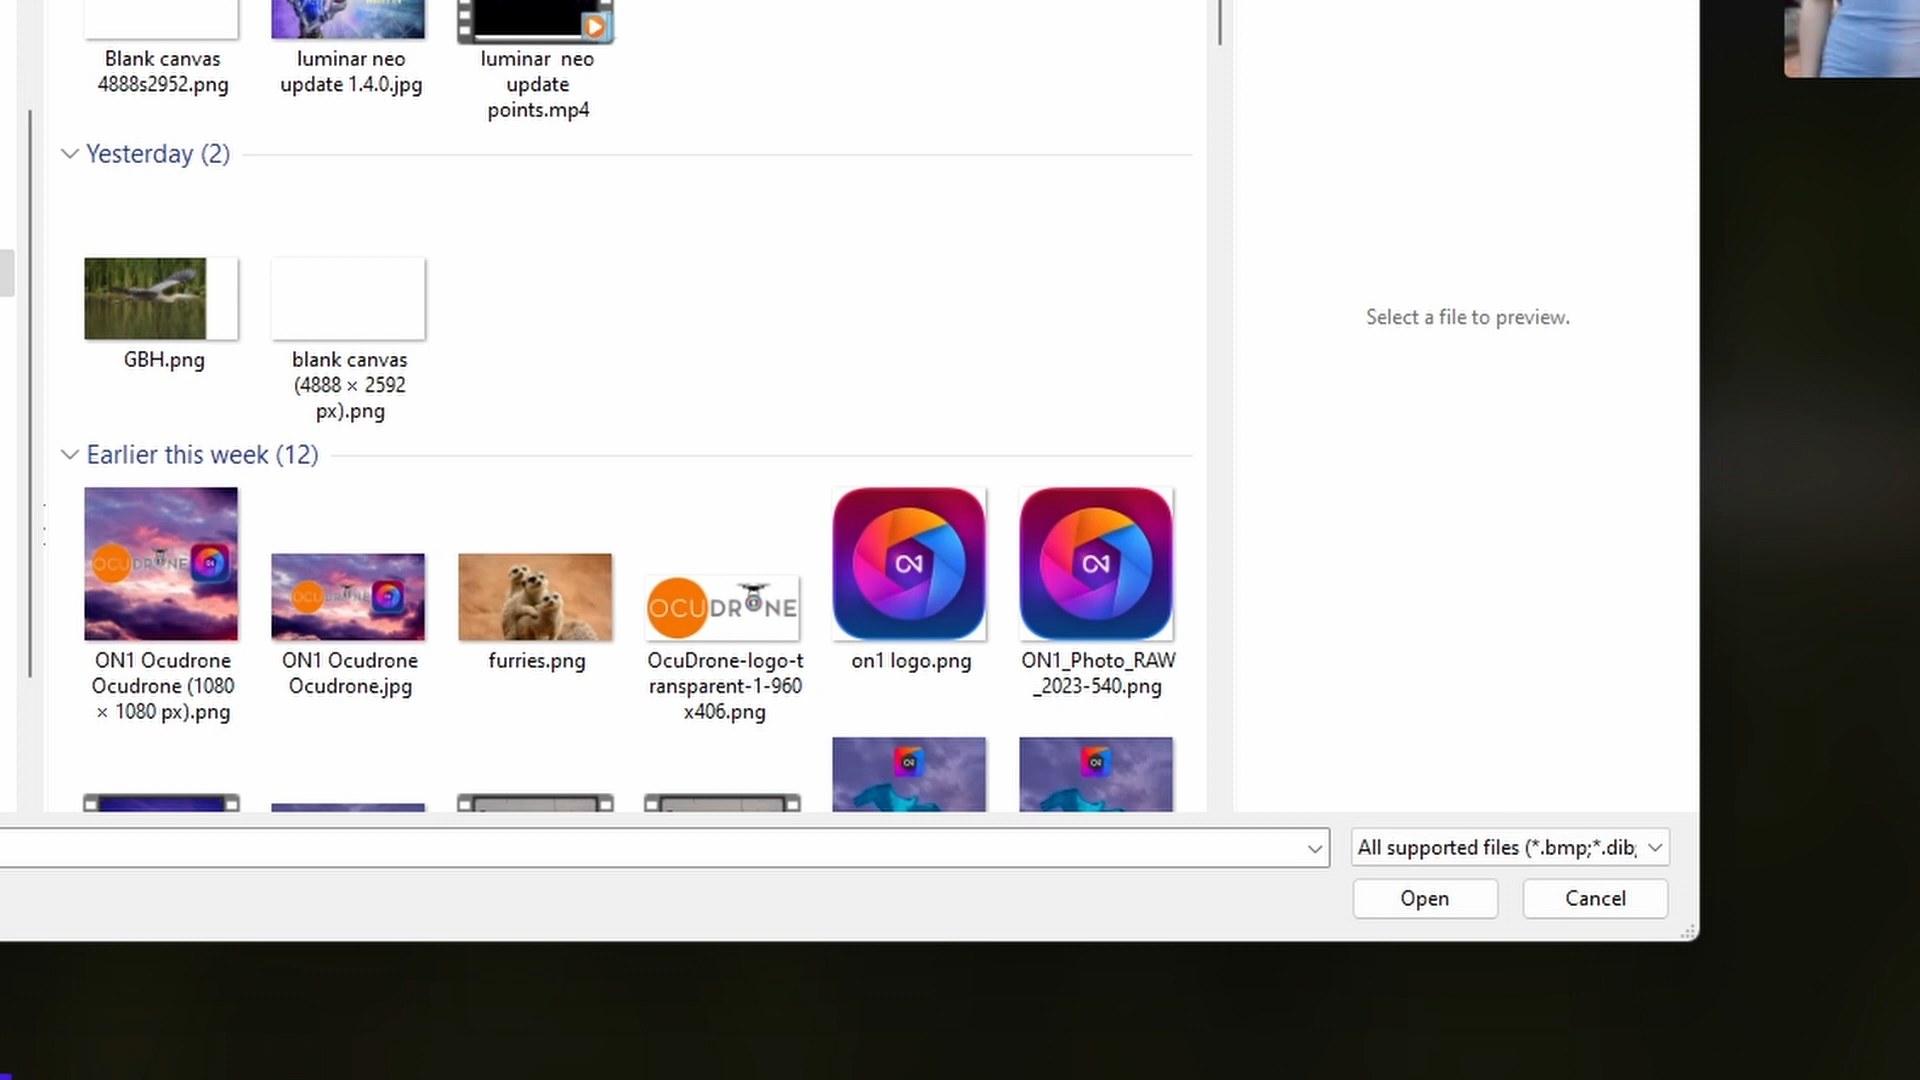 Blank canvas
4888s2952.png
luminar neo
update 1.4.0.jpg
luminar neo
update
points.mp4
Yesterday (2)
GBH.png
blank canvas
(4888 × 2592
px).png
Select a file to preview.
Earlier this week (12)
OCUDRONE
OCUDRONE
OCUDRONE
ON1 Ocudrone
Ocudrone (1080
× 1080 px).png
ON1 Ocudrone
Ocudrone.jpg
furries.png
OcuDrone-logo-t
ransparent-1-960
x406.png
on1 logo.png
ON1_Photo_RAW
_2023-540.png
All supported files (*.bmp;*.dib;
Open
Cancel